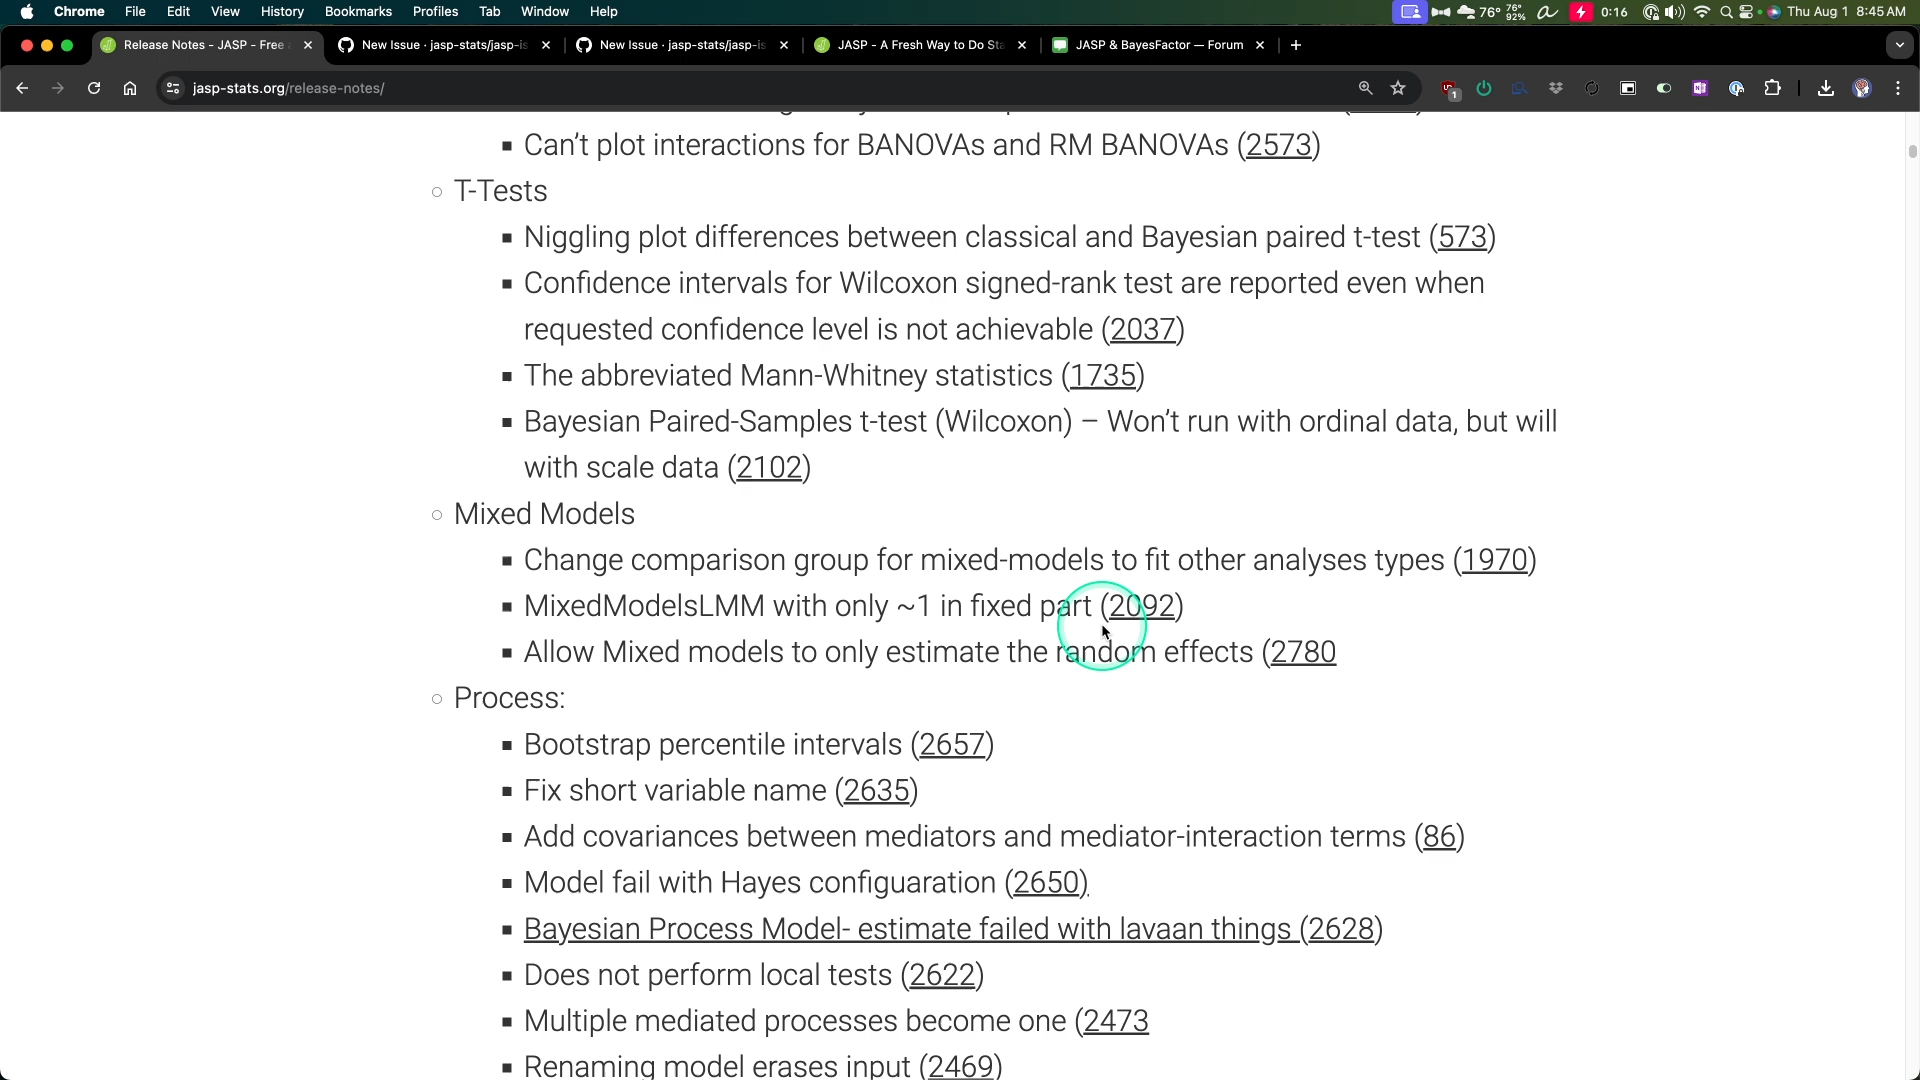 Chrome File Edit View History Bookmarks Profiles Tab Window Help 76° 76° 92% 0:16 Thu Aug 1 8:45 AM
Release Notes - JASP - Free New Issue · jasp-stats/jasp-is New Issue · jasp-stats/jasp-is JASP - A Fresh Way to Do Sta JASP & BayesFactor — Forum
jasp-stats.org/release-notes/ 1
Can’t plot interactions for BANOVAs and RM BANOVAs (2573)
T-Tests
Niggling plot differences between classical and Bayesian paired t-test (573)
Confidence intervals for Wilcoxon signed-rank test are reported even when
requested confidence level is not achievable (2037)
The abbreviated Mann-Whitney statistics (1735)
Bayesian Paired-Samples t-test (Wilcoxon) – Won’t run with ordinal data, but will
with scale data (2102)
Mixed Models
Change comparison group for mixed-models to fit other analyses types (1970)
MixedModelsLMM with only ~1 in fixed part (2092)
Allow Mixed models to only estimate the random effects (2780
Process:
Bootstrap percentile intervals (2657)
Fix short variable name (2635)
Add covariances between mediators and mediator-interaction terms (86)
Model fail with Hayes configuaration (2650)
Bayesian Process Model- estimate failed with lavaan things (2628)
Does not perform local tests (2622)
Multiple mediated processes become one (2473
Renaming model erases input (2469)